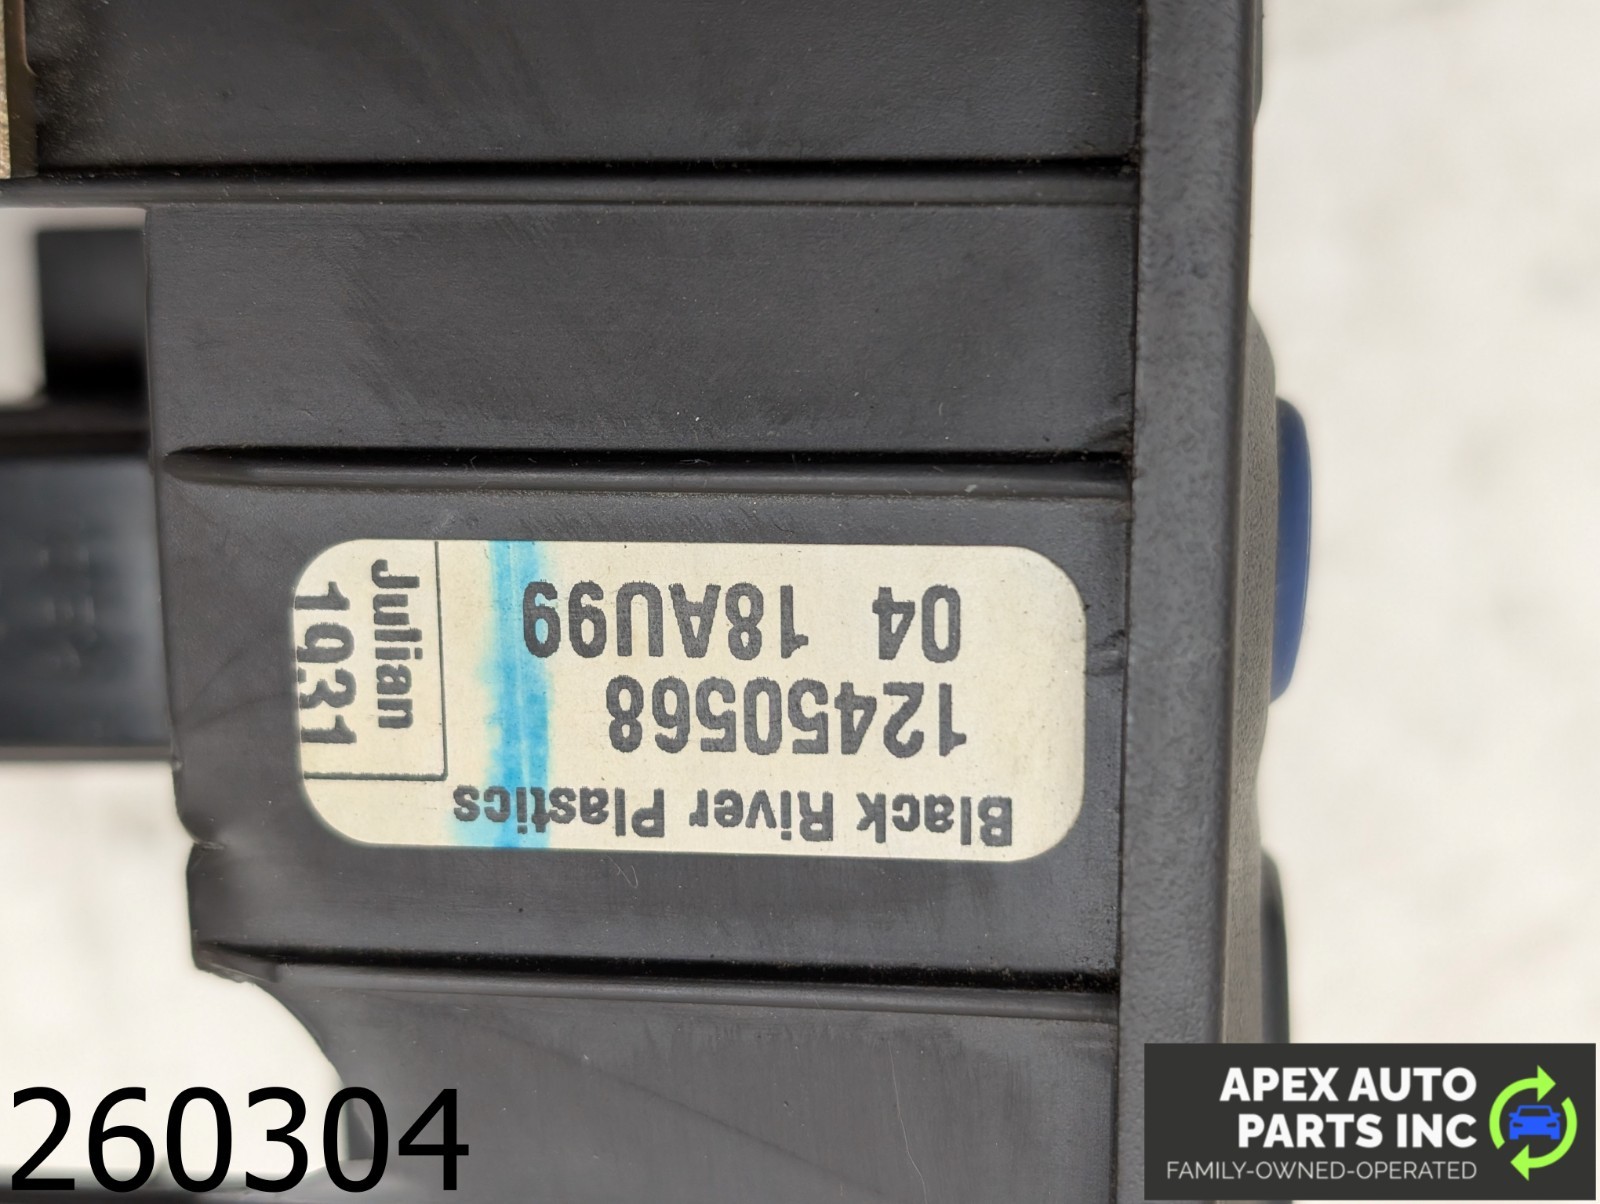 Black River Plastics
12450568
04 18AU99
Julian
1931
260304
APEX AUTO
PARTS INC
FAMILY-OWNED-OPERATED